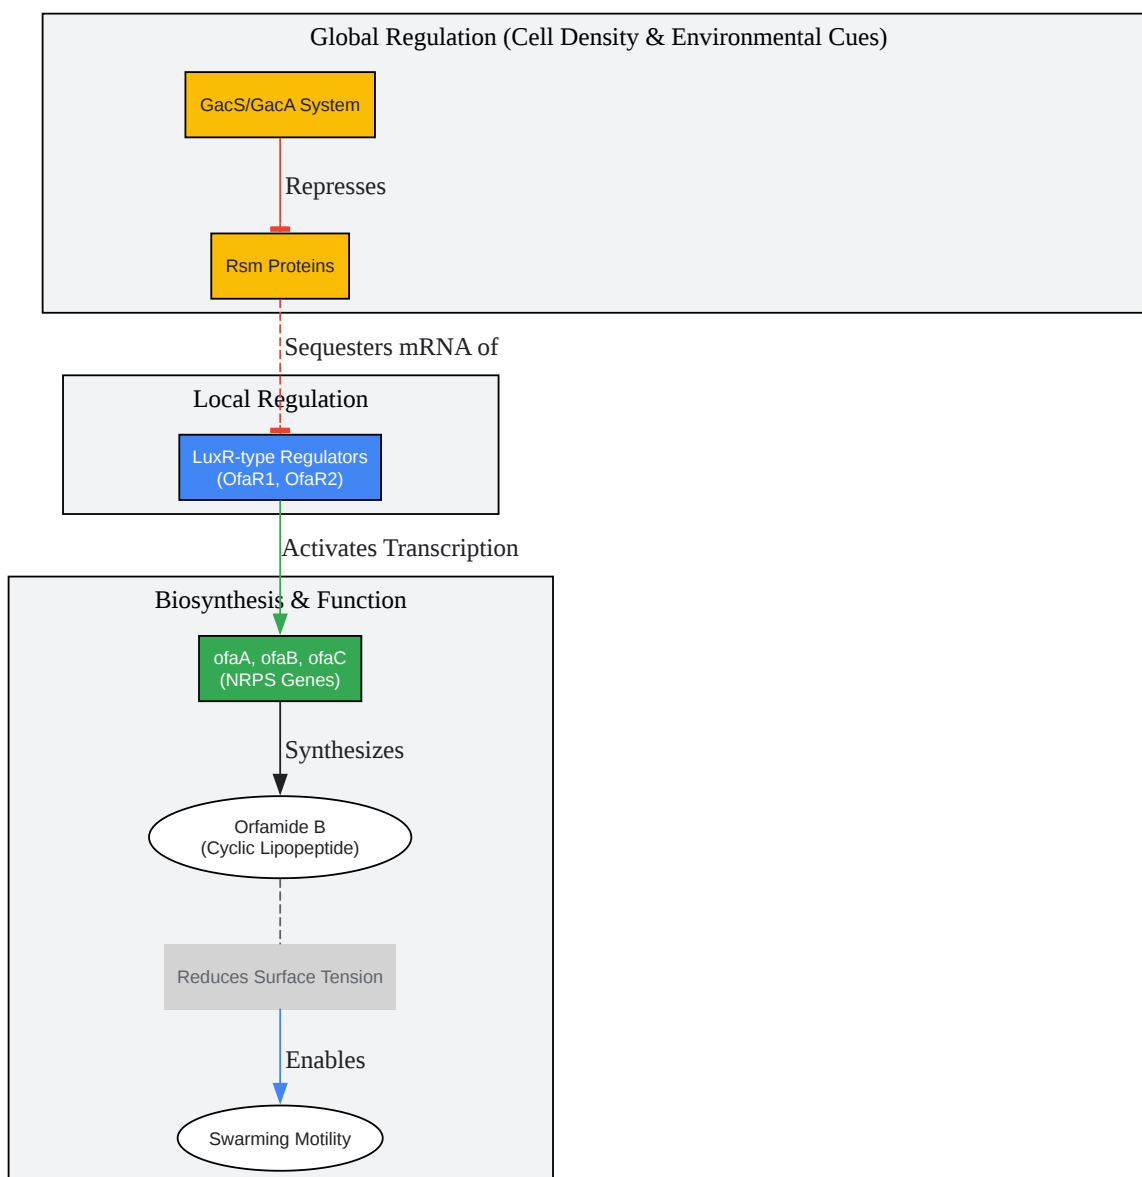 Global Regulation (Cell Density & Environmental Cues)
GacS/GacA System
Represses
Rsm Proteins
Sequesters mRNA of
Local Regulation
LuxR-type Regulators
(OfaR1, OfaR2)
Activates Transcription
Biosynthesis & Function
ofaA, ofaB, ofaC
(NRPS Genes)
Synthesizes
Orfamide B
(Cyclic Lipopeptide)
Reduces Surface Tension
Enables
Swarming Motility